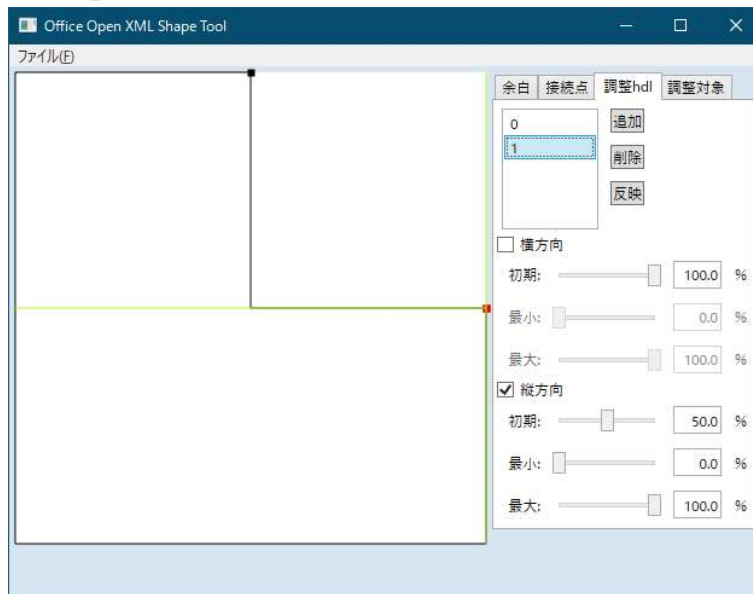 Office Open XML Shape Tool
ファイル(F)
余白 接続点 調整hdl 調整対象
0
1
追加
削除
反映
横方向
初期: 100.0 %
最小: 0.0 %
最大: 100.0 %
縦方向
初期: 50.0 %
最小: 0.0 %
最大: 100.0 %